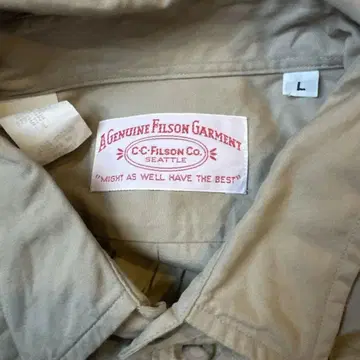 A GENUINE FILSON GARMENT
C·C·FILSON CO.
SEATTLE
"MIGHT AS WELL HAVE THE BEST"
L